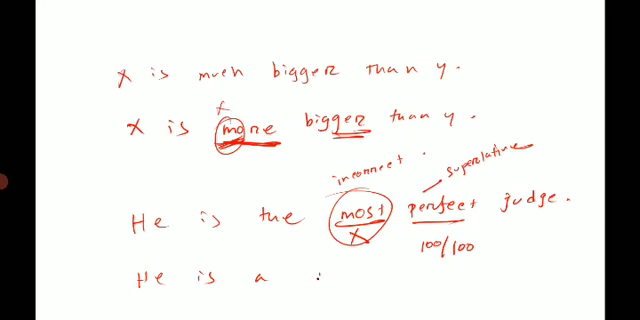 X is much bigger than y.
x
X is more bigger than y.
incorrect.
superlative
He is the most perfect judge.
x
100/100
He is a